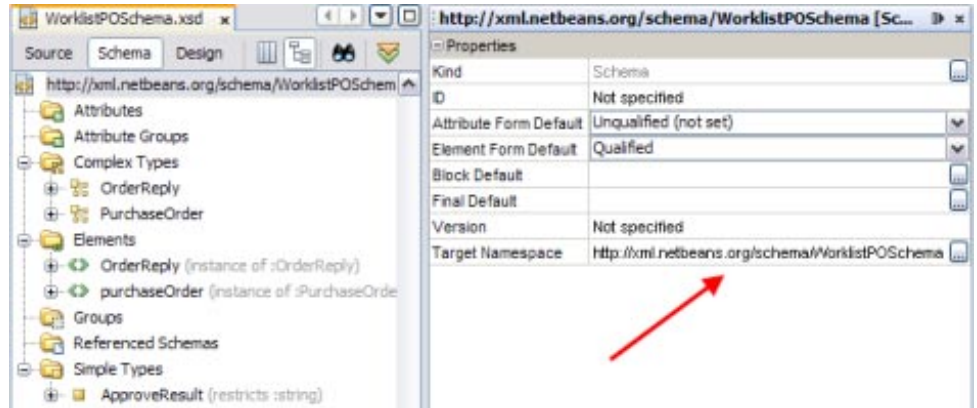 WorklistPOSchema.xsd
Source Schema Design
http://xml.netbeans.org/schema/WorklistPOSchem
Attributes
Attribute Groups
Complex Types
OrderReply
PurchaseOrder
Elements
OrderReply (instance of :OrderReply)
purchaseOrder (instance of :PurchaseOrde
Groups
Referenced Schemas
Simple Types
ApproveResult (restricts :string)
http://xml.netbeans.org/schema/WorklistPOSchema [Sc...
Properties
Kind Schema
ID Not specified
Attribute Form Default Unqualified (not set)
Element Form Default Qualified
Block Default
Final Default
Version Not specified
Target Namespace http://xml.netbeans.org/schema/WorklistPOSchema